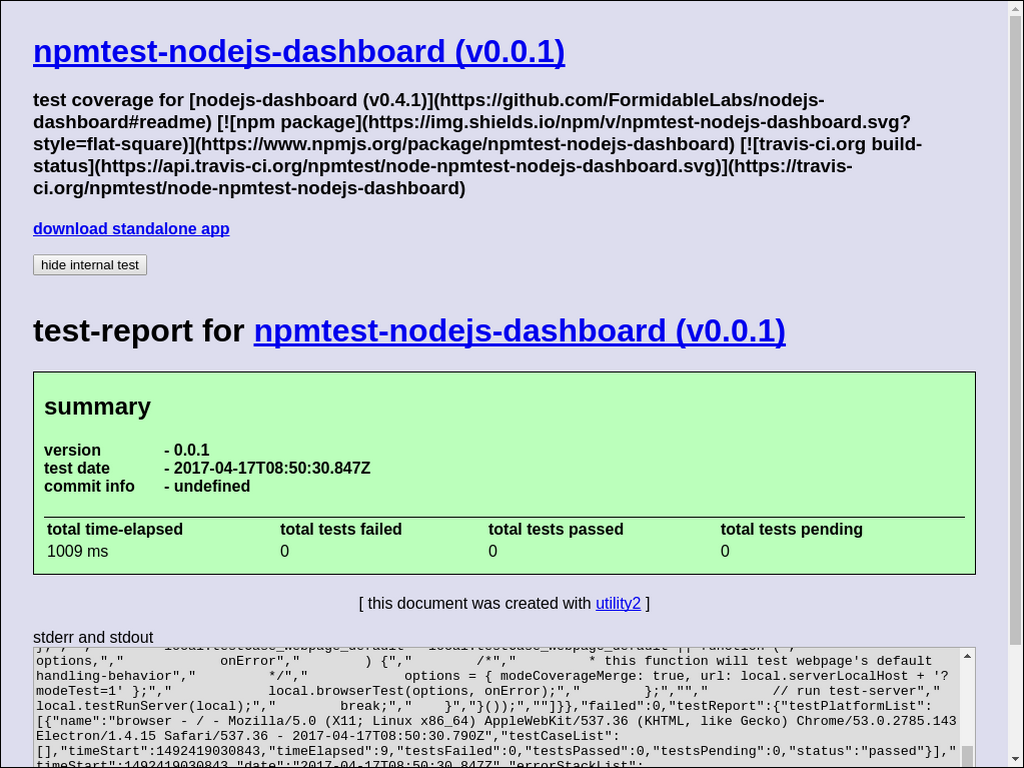 npmtest-nodejs-dashboard (v0.0.1)
test coverage for [nodejs-dashboard (v0.4.1)](https://github.com/FormidableLabs/nodejs-
dashboard#readme) [![npm package](https://img.shields.io/npm/v/npmtest-nodejs-dashboard.svg?
style=flat-square)](https://www.npmjs.org/package/npmtest-nodejs-dashboard) [![travis-ci.org build-
status](https://api.travis-ci.org/npmtest/node-npmtest-nodejs-dashboard.svg)](https://travis-
ci.org/npmtest/node-npmtest-nodejs-dashboard)
download standalone app
hide internal test
test-report for npmtest-nodejs-dashboard (v0.0.1)
summary
version - 0.0.1
test date - 2017-04-17T08:50:30.847Z
commit info - undefined
total time-elapsed total tests failed total tests passed total tests pending
1009 ms 0 0 0
[ this document was created with utility2 ]
stderr and stdout
options,"," onError"," ) {"," /*"," * this function will test webpage's default
handling-behavior"," */"," options = { modeCoverageMerge: true, url: local.serverLocalHost + '?
modeTest=1' };"," local.browserTest(options, onError);"," };",""," // run test-server","
local.testRunServer(local);"," break;"," }","}());",""]}},"failed":0,"testReport":{"testPlatformList":
[{"name":"browser - / - Mozilla/5.0 (X11; Linux x86_64) AppleWebKit/537.36 (KHTML, like Gecko) Chrome/53.0.2785.143
Electron/1.4.15 Safari/537.36 - 2017-04-17T08:50:30.790Z","testCaseList":
[],"timeStart":1492419030843,"timeElapsed":9,"testsFailed":0,"testsPassed":0,"testsPending":0,"status":"passed"}],"
timeStart":1492419030843,"date":"2017-04-17T08:50:30.847Z","errorStackList":